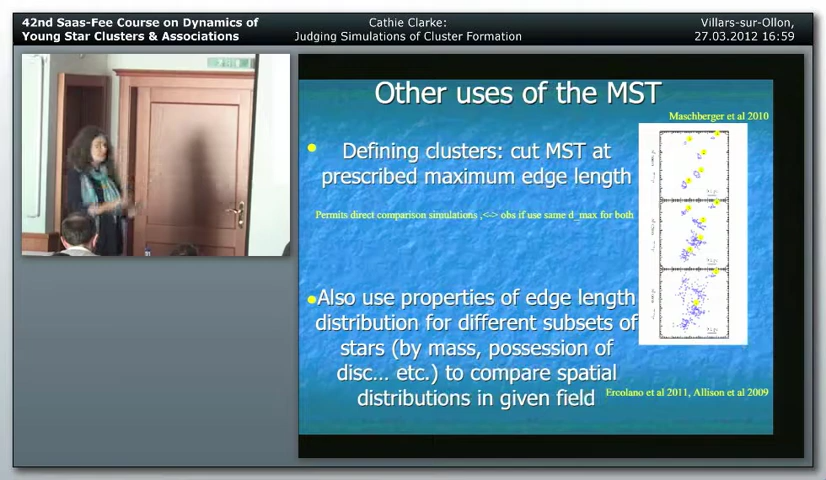 42nd Saas-Fee Course on Dynamics of
Young Star Clusters & Associations
Cathie Clarke:
Judging Simulations of Cluster Formation
Villars-sur-Ollon,
27.03.2012 16:59
Other uses of the MST
Maschberger et al 2010
Defining clusters: cut MST at
prescribed maximum edge length
Permits direct comparison simulations ,<-> obs if use same d_max for both
Also use properties of edge length
distribution for different subsets of
stars (by mass, possession of
disc... etc.) to compare spatial
distributions in given field
Ercolano et al 2011, Allison et al 2009